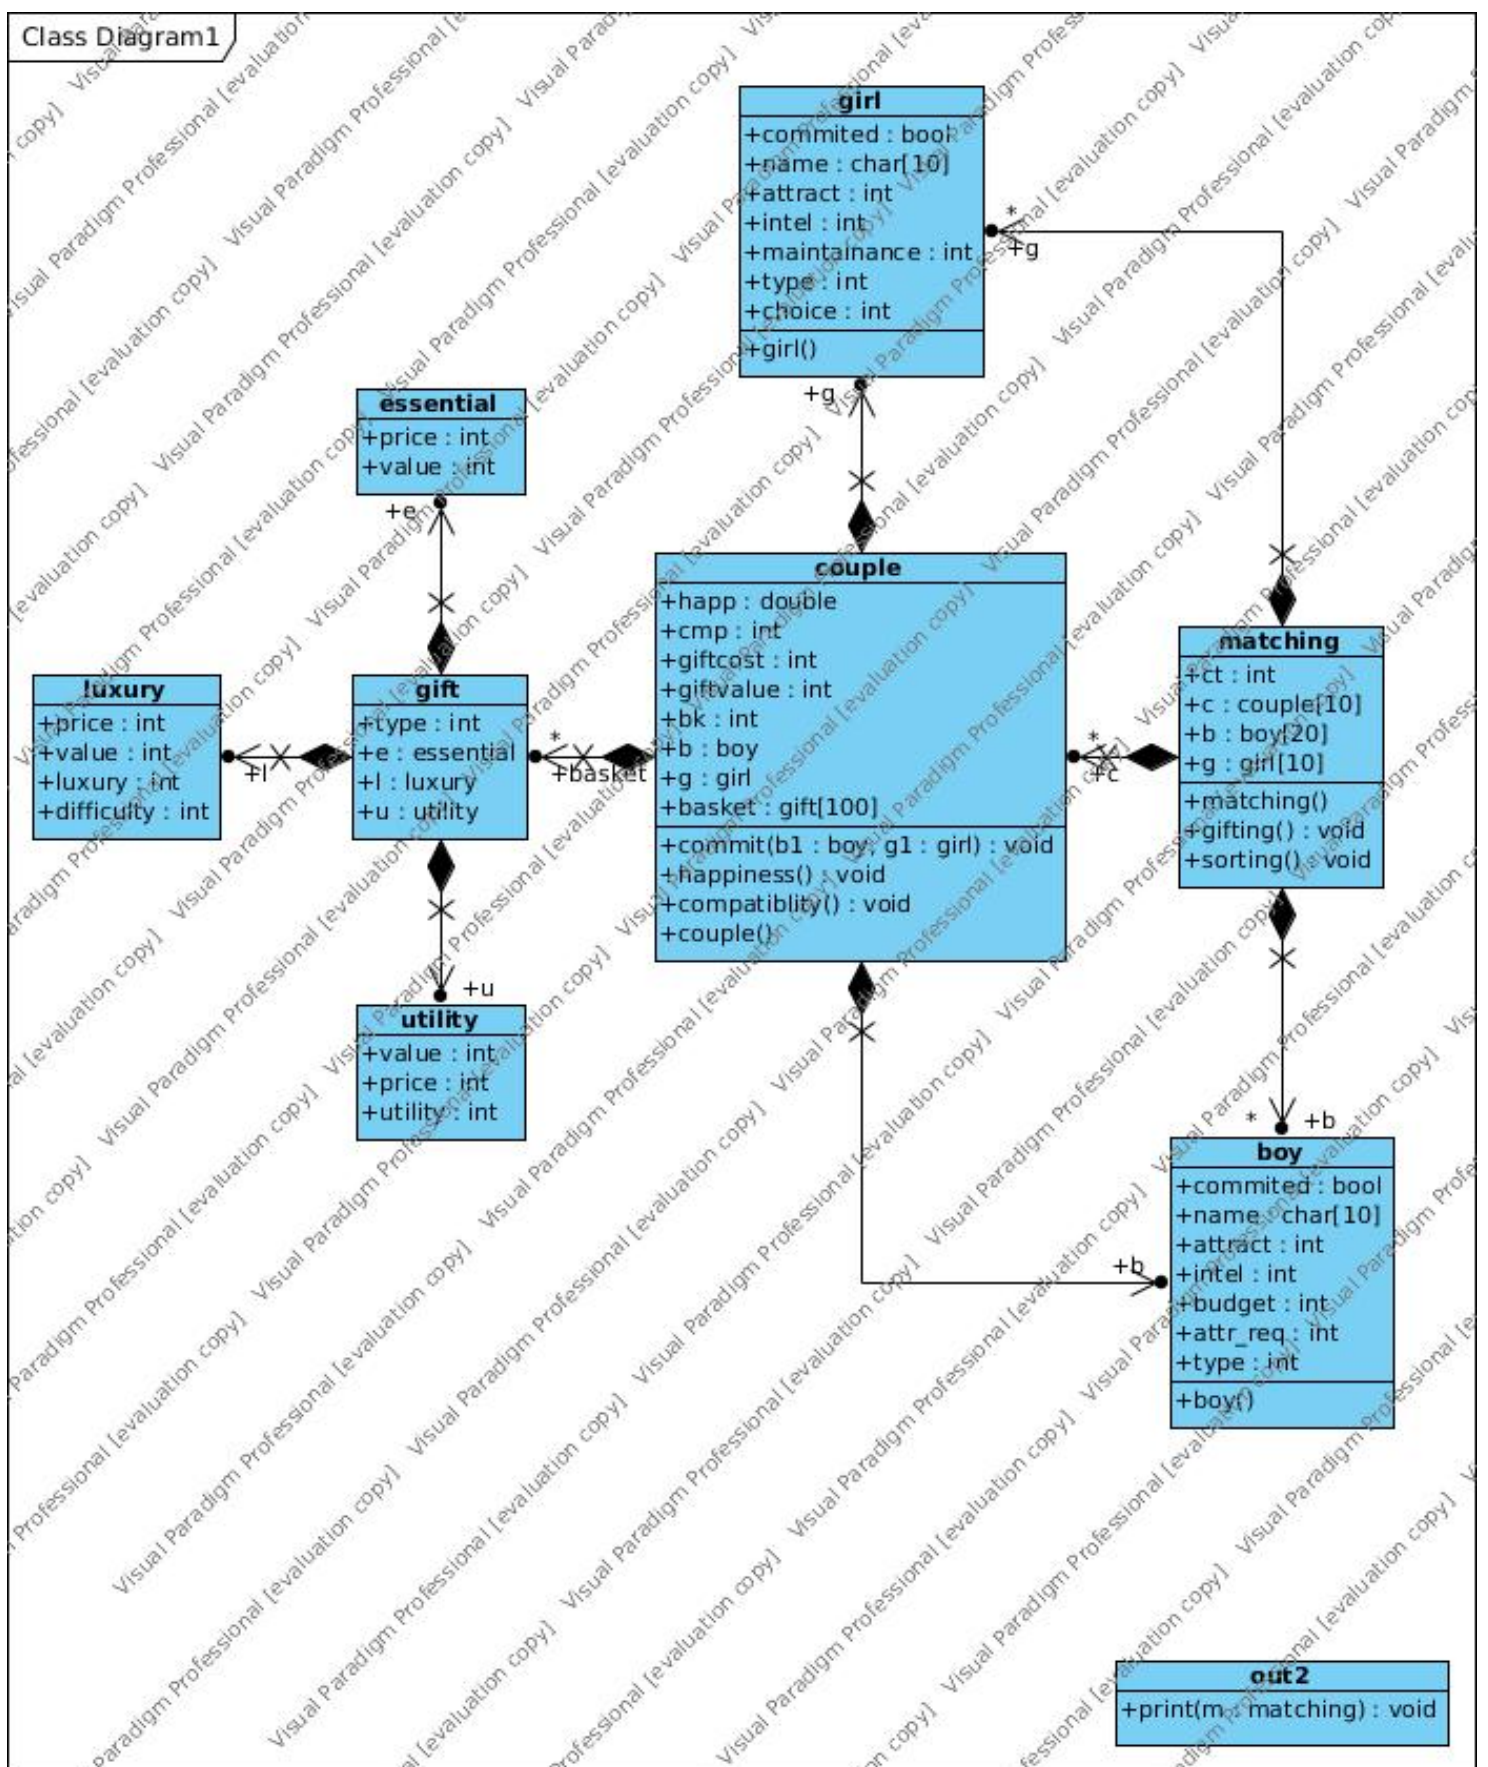 Class Diagram1
girl
+commited : bool
+name : char[10]
+attract : int
+intel : int
+maintainance : int
+type : int
+choice : int
+girl()
*
+g
+g
essential
+price : int
+value : int
+e
couple
+happ : double
+cmp : int
+giftcost : int
+giftvalue : int
+bk : int
+b : boy
+g : girl
+basket : gift[100]
+commit(b1 : boy, g1 : girl) : void
+happiness() : void
+compatiblity() : void
+couple()
matching
+ct : int
+c : couple[10]
+b : boy[20]
+g : girl[10]
+matching()
+gifting() : void
+sorting() : void
luxury
+price : int
+value : int
+luxury : int
+difficulty : int
+l
gift
+type : int
+e : essential
+l : luxury
+u : utility
*
+basket
*
+c
+u
utility
+value : int
+price : int
+utility : int
* +b
boy
+commited : bool
+name : char[10]
+attract : int
+intel : int
+budget : int
+attr_req : int
+type : int
+boy()
+b
out2
+print(m : matching) : void
Visual Paradigm Professional [evaluation copy]